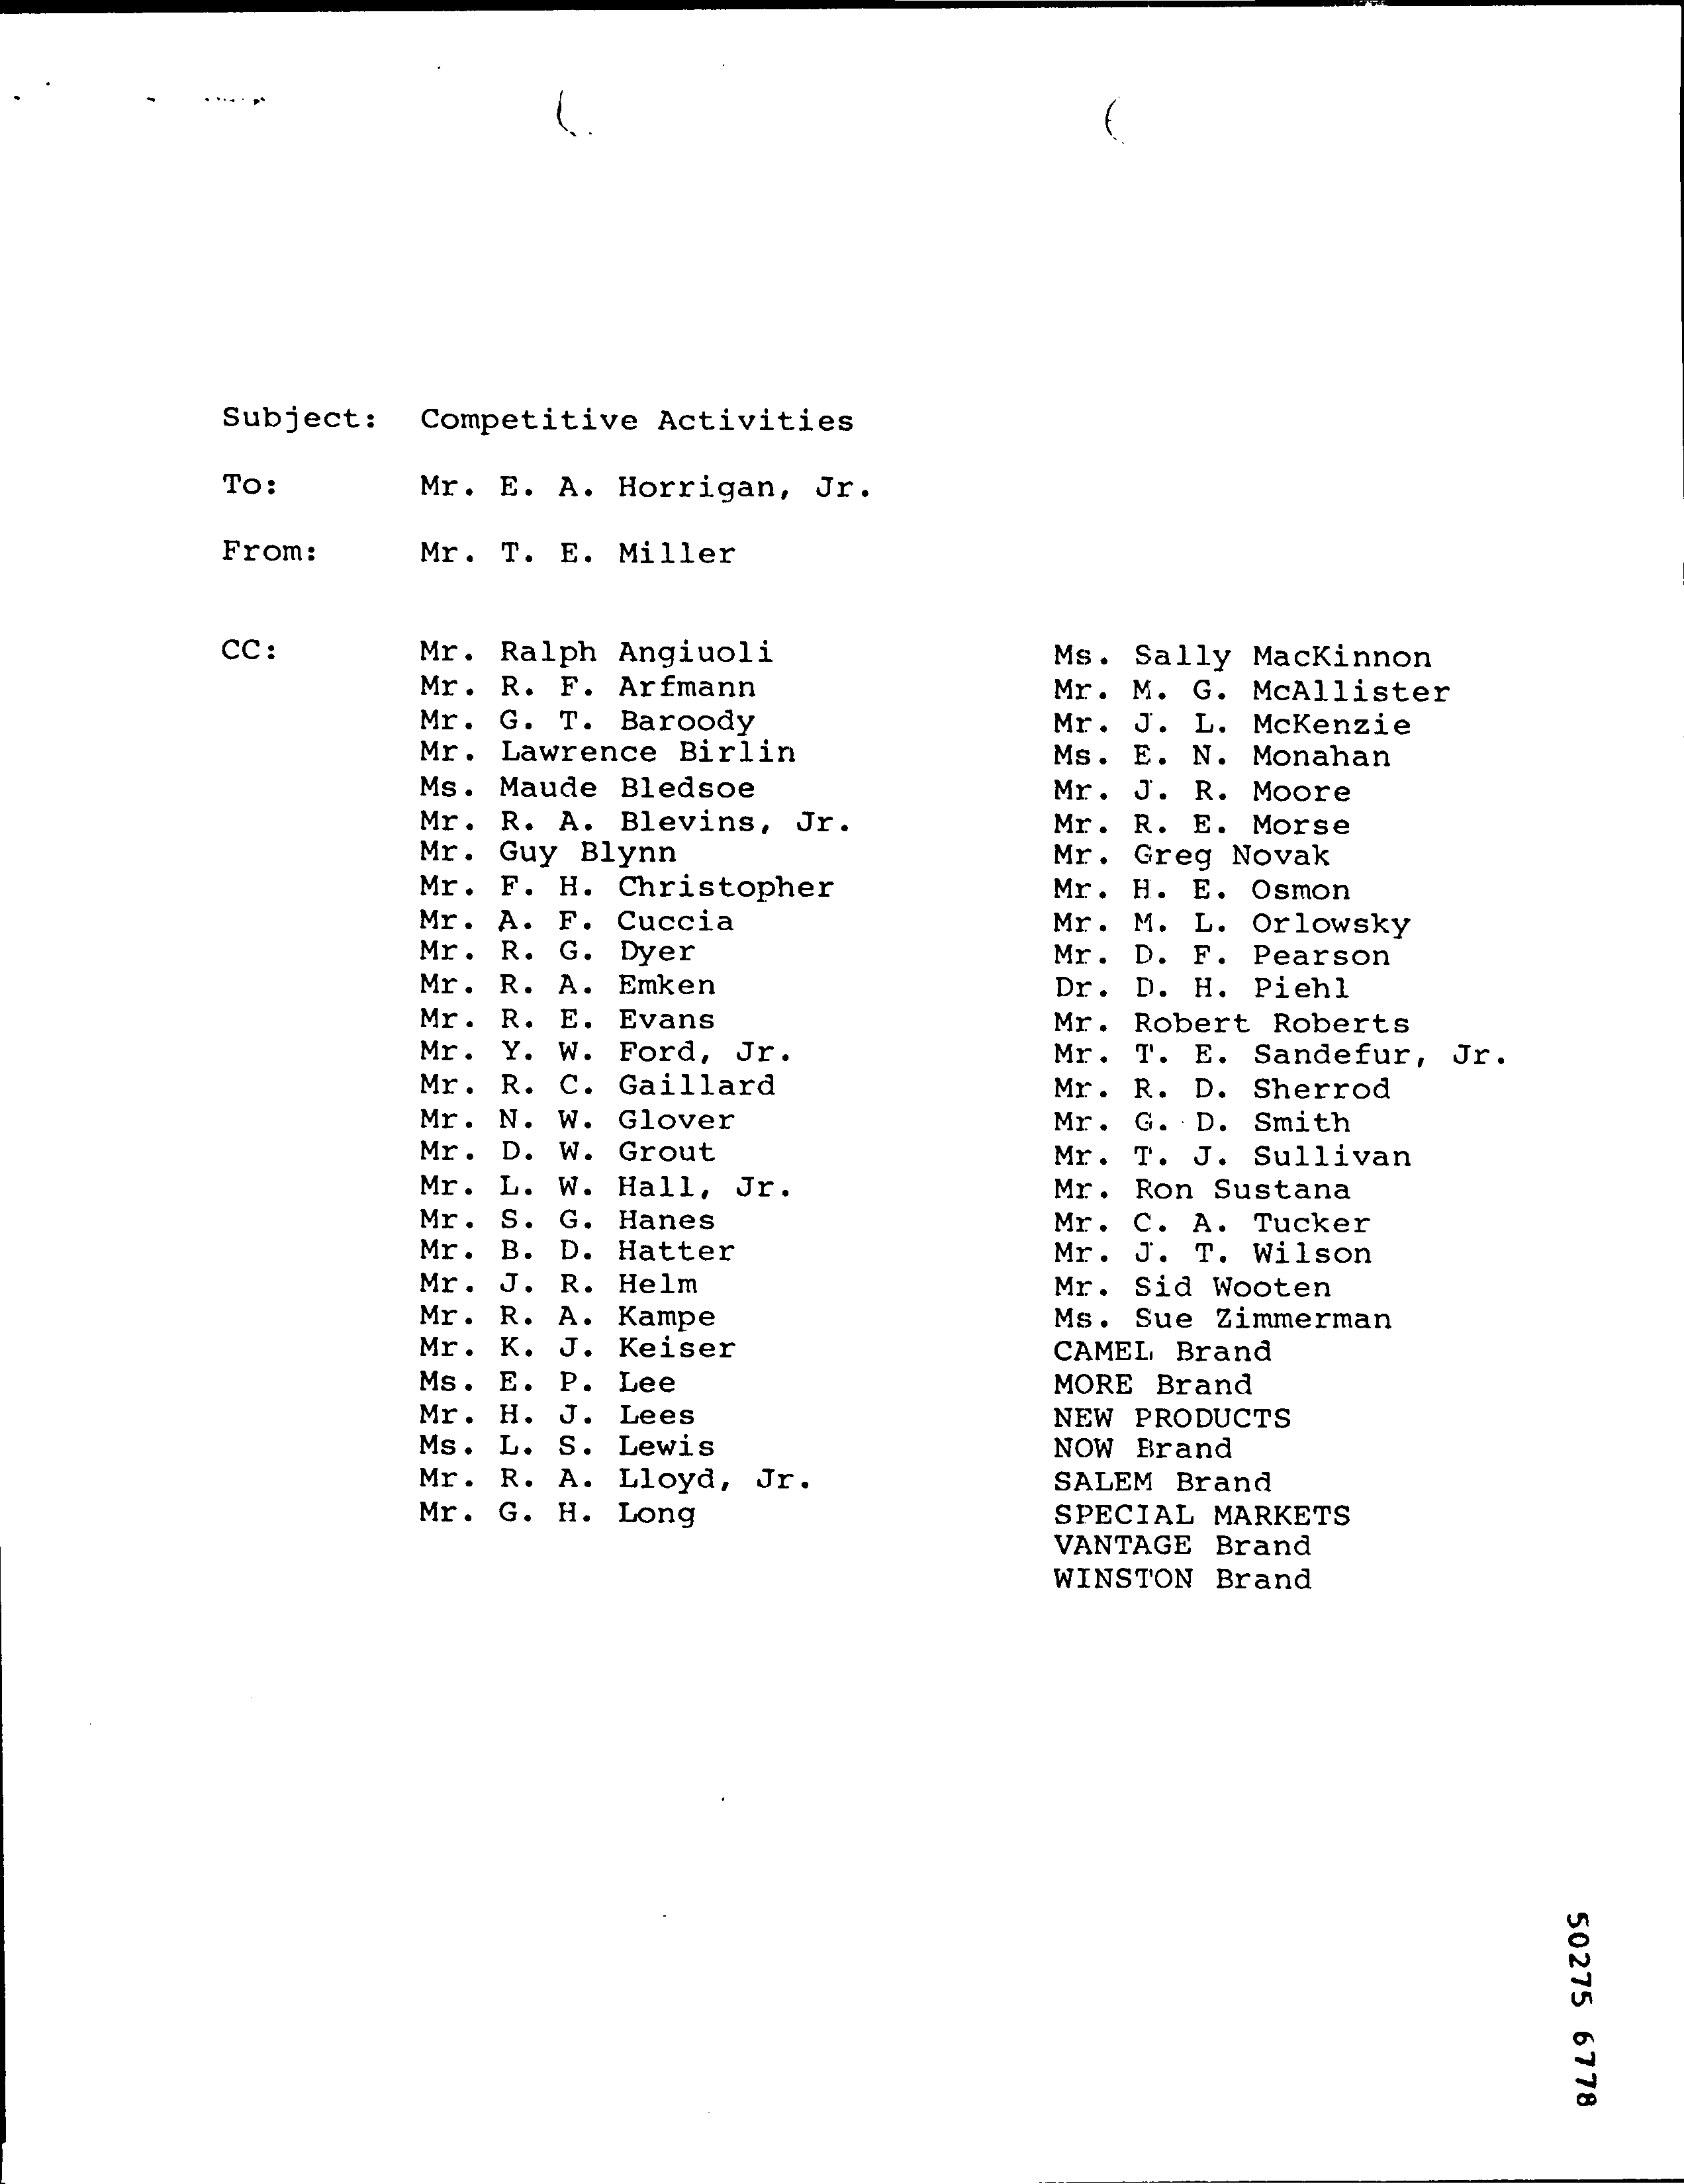 Subject: Competitive Activities
To: Mr. E. A. Horrigan, Jr.
From: Mr. T. E. Miller
CC: Mr. Ralph Angiuoli
Mr. R. F. Arfmann
Mr. G. T. Baroody
Mr. Lawrence Birlin
Ms. Maude Bledsoe
Mr. R. A. Blevins, Jr.
Mr. Guy Blynn
Mr. F. H. Christopher
Mr. A. F. Cuccia
Mr. R. G. Dyer
Mr. R. A. Emken
Mr. R. E. Evans
Mr. Y. W. Ford, Jr.
Mr. R. C. Gaillard
Mr. N. W. Glover
Mr. D. W. Grout
Mr. L. W. Hall, Jr.
Mr. S. G. Hanes
Mr. B. D. Hatter
Mr. J. R. Helm
Mr. R. A. Kampe
Mr. K. J. Keiser
Ms. E. P. Lee
Mr. H. J. Lees
Ms. L. S. Lewis
Mr. R. A. Lloyd, Jr.
Mr. G. H. Long
Ms. Sally MacKinnon
Mr. M. G. McAllister
Mr. J. L. McKenzie
Ms. E. N. Monahan
Mr. J. R. Moore
Mr. R. E. Morse
Mr. Greg Novak
Mr. H. E. Osmon
Mr. M. L. Orlowsky
Mr. D. F. Pearson
Dr. D. H. Piehl
Mr. Robert Roberts
Mr. T. E. Sandefur, Jr.
Mr. R. D. Sherrod
Mr. G. D. Smith
Mr. T. J. Sullivan
Mr. Ron Sustana
Mr. C. A. Tucker
Mr. J. T. Wilson
Mr. Sid Wooten
Ms. Sue Zimmerman
CAMEL Brand
MORE Brand
NEW PRODUCTS
NOW Brand
SALEM Brand
SPECIAL MARKETS
VANTAGE Brand
WINSTON Brand
50275 6778